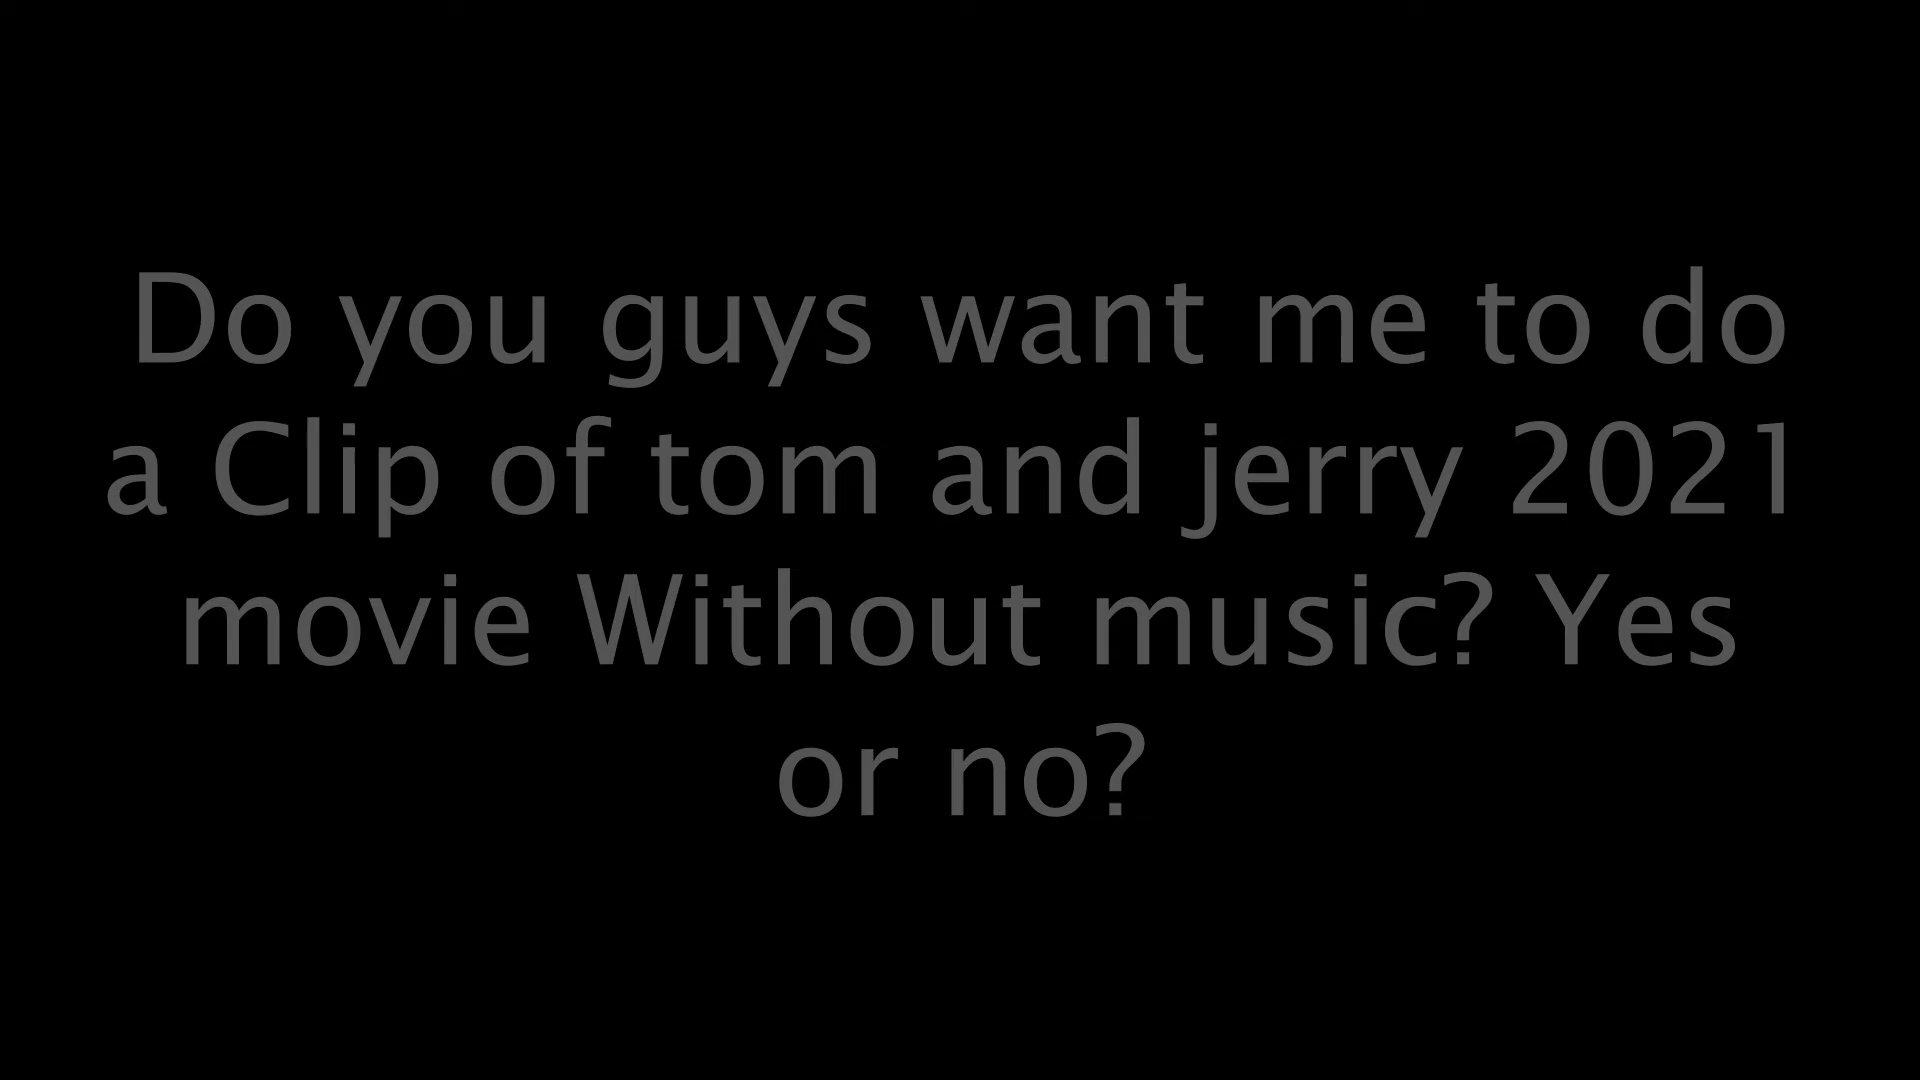 Do you guys want me to do
a Clip of tom and jerry 2021
movie Without music? Yes
or no?